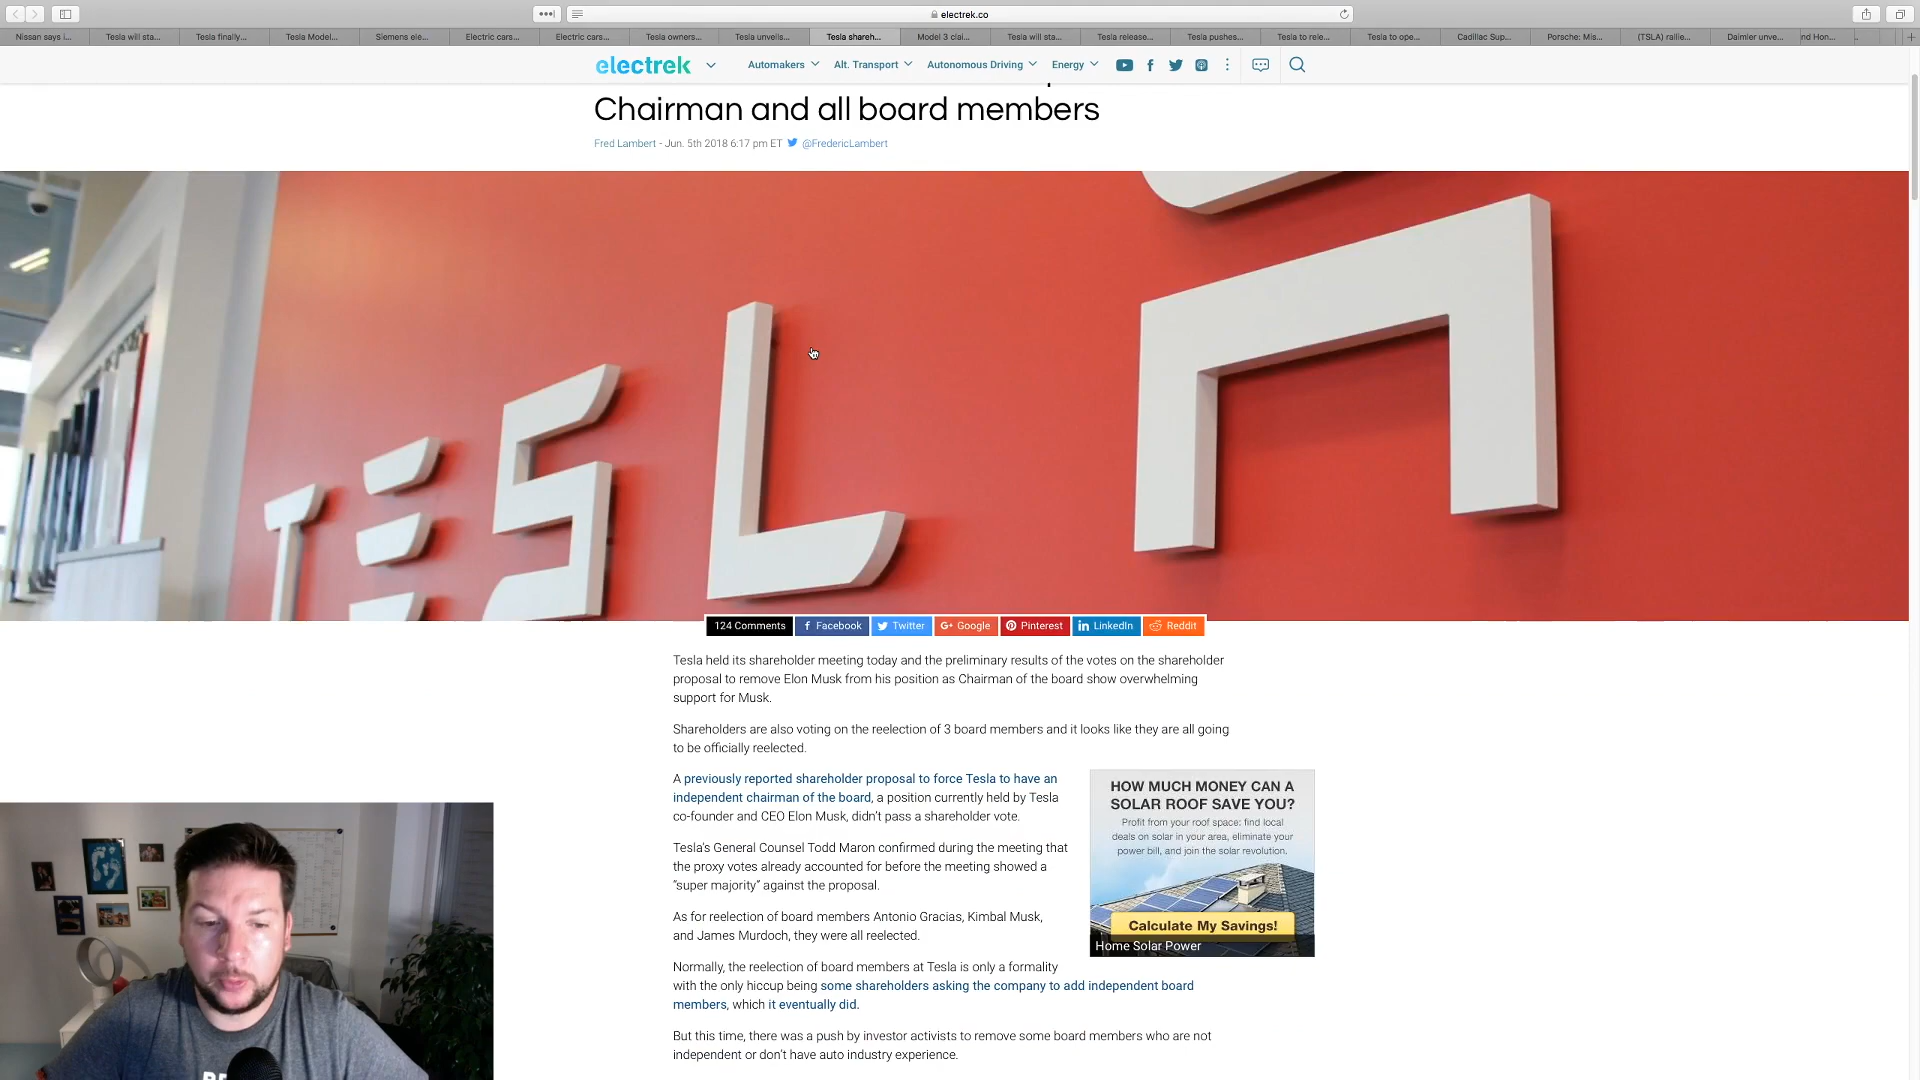 electrek.co
Nissan says i...
Tesla will sta...
Tesla finally...
Tesla Model...
Siemens ele...
Electric cars...
Electric cars...
Tesla owners...
Tesla unveils...
Tesla shareh...
Model 3 clai...
Tesla will sta...
Tesla release...
Tesla pushes...
Tesla to rele...
Tesla to ope...
Cadillac Sup...
Porsche: Mis...
(TSLA) rallie...
Daimler unve...
nd Hon...
electrek
Automakers
Alt. Transport
Autonomous Driving
Energy
Chairman and all board members
Fred Lambert - Jun. 5th 2018 6:17 pm ET @FredericLambert
TESL
124 Comments
Facebook
Twitter
G+ Google
Pinterest
LinkedIn
Reddit
Tesla held its shareholder meeting today and the preliminary results of the votes on the shareholder
proposal to remove Elon Musk from his position as Chairman of the board show overwhelming
support for Musk.
Shareholders are also voting on the reelection of 3 board members and it looks like they are all going
to be officially reelected.
A previously reported shareholder proposal to force Tesla to have an
independent chairman of the board, a position currently held by Tesla
co-founder and CEO Elon Musk, didn't pass a shareholder vote.
Tesla's General Counsel Todd Maron confirmed during the meeting that
the proxy votes already accounted for before the meeting showed a
"super majority" against the proposal.
As for reelection of board members Antonio Gracias, Kimbal Musk,
and James Murdoch, they were all reelected.
Normally, the reelection of board members at Tesla is only a formality
with the only hiccup being some shareholders asking the company to add independent board
members, which it eventually did.
But this time, there was a push by investor activists to remove some board members who are not
independent or don't have auto industry experience.
HOW MUCH MONEY CAN A
SOLAR ROOF SAVE YOU?
Profit from your roof space: find local
deals on solar in your area, eliminate your
power bill, and join the solar revolution.
Calculate My Savings!
Home Solar Power